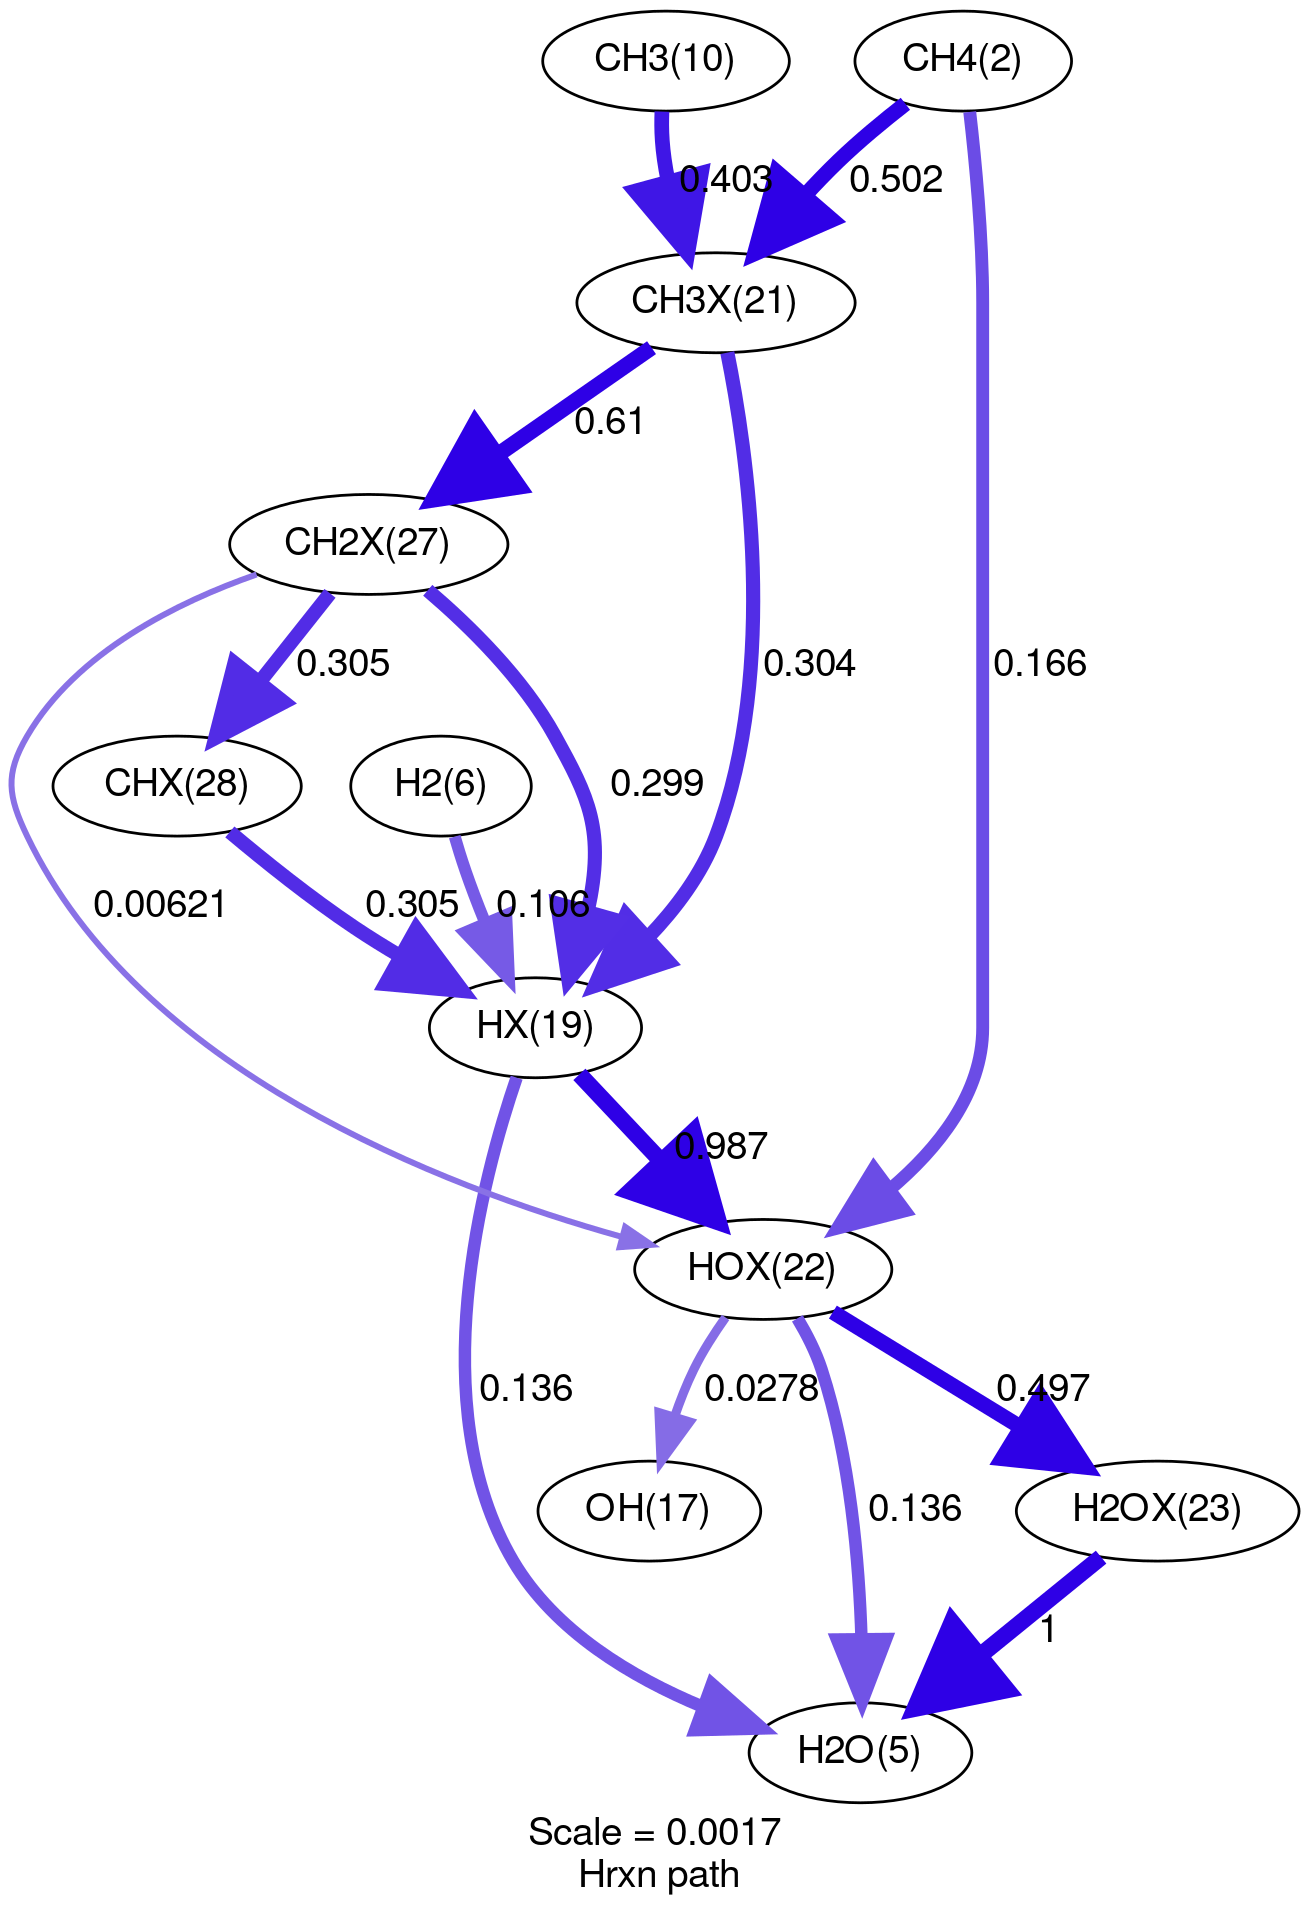 CH3(10)
CH4(2)
0.403
0.502
CH3X(21)
0.61
CH2X(27)
0.305
0.304
0.166
CHX(28)
H2(6)
0.299
0.00621
0.305
0.106
HX(19)
0.987
HOX(22)
0.136
0.0278
0.497
OH(17)
0.136
H2OX(23)
1
H2O(5)
Scale = 0.0017
Hrxn path